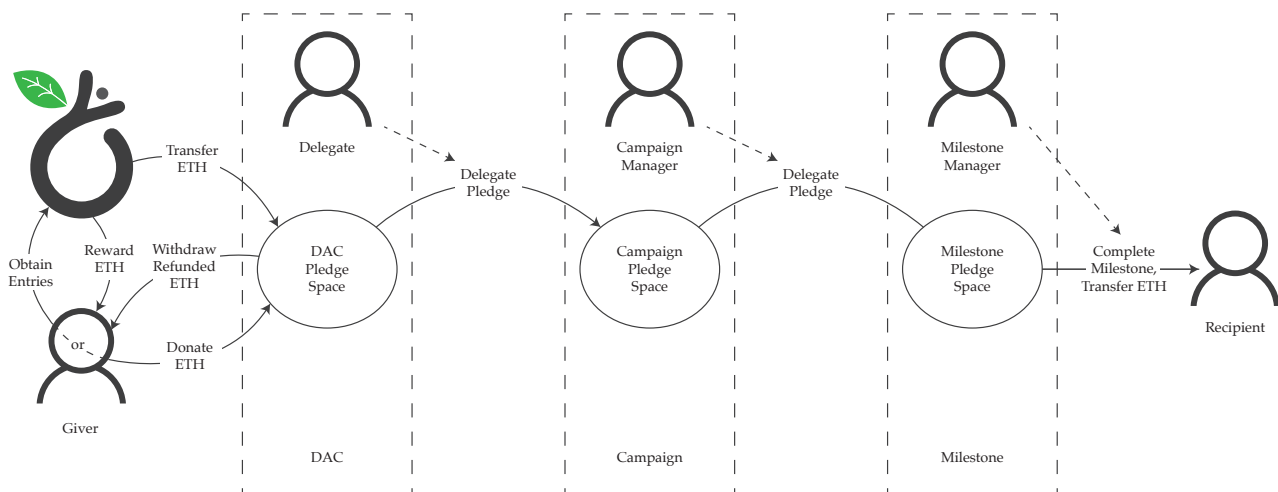 Delegate
Campaign
Manager
Milestone
Manager
Transfer
ETH
Delegate
Pledge
Delegate
Pledge
Obtain
Entries
Reward
ETH
Withdraw
Refunded
ETH
DAC
Pledge
Space
Campaign
Pledge
Space
Milestone
Pledge
Space
Complete
Milestone,
Transfer ETH
Recipient
or
Donate
ETH
Giver
DAC
Campaign
Milestone